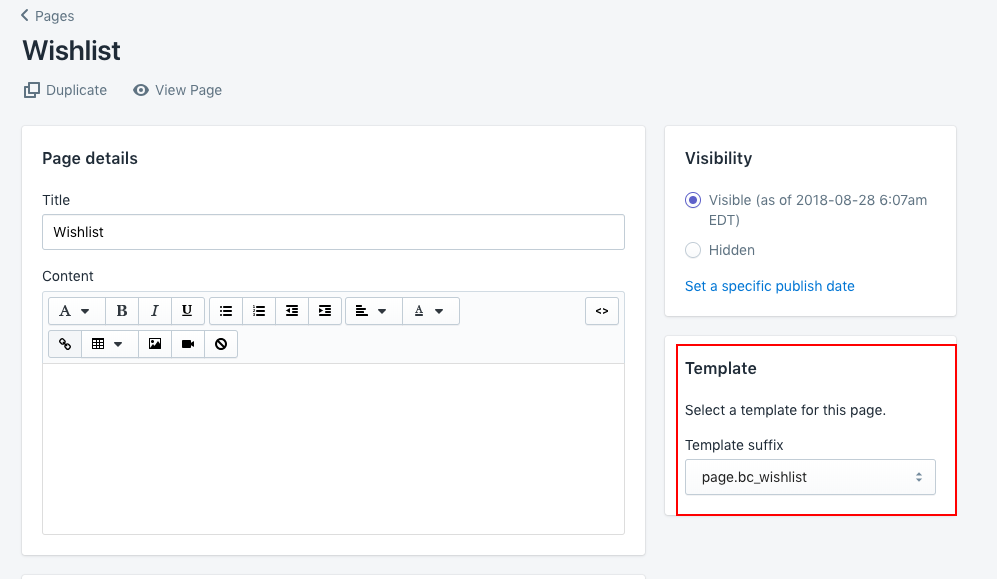 Pages
Wishlist
Duplicate View Page
Page details
Title
Wishlist
Content
A B I U A <>
Visibility
Visible (as of 2018-08-28 6:07am
EDT)
Hidden
Set a specific publish date
Template
Select a template for this page.
Template suffix
page.bc_wishlist